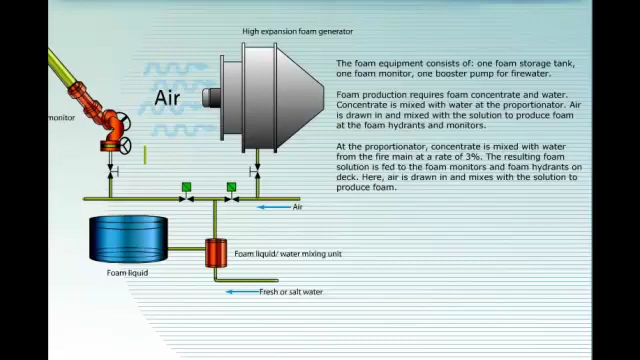 High expansion foam generator
The foam equipment consists of: one foam storage tank,
one foam monitor, one booster pump for firewater.
Foam production requires foam concentrate and water.
Concentrate is mixed with water at the proportionator. Air
is drawn in and mixed with the solution to produce foam
at the foam hydrants and monitors.
At the proportionator, concentrate is mixed with water
from the fire main at a rate of 3%. The resulting foam
solution is fed to the foam monitors and foam hydrants on
deck. Here, air is drawn in and mixes with the solution to
produce foam.
Air
monitor
Air
Foam liquid/ water mixing unit
Foam liquid
Fresh or salt water